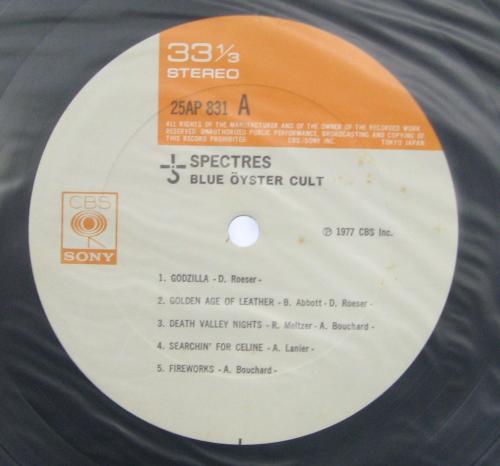 33 1/3
STEREO
25AP 831 A
ALL RIGHTS OF THE MANUFACTURER AND OF THE OWNER OF THE RECORDED WORK
RESERVED. UNAUTHORIZED PUBLIC PERFORMANCE, BROADCASTING AND COPYING OF
THIS RECORD PROHIBITED CBS/SONY INC. TOKYO JAPAN
SPECTRES
BLUE ÖYSTER CULT
CBS
SONY
℗ 1977 CBS Inc.
1. GODZILLA - D. Roeser -
2. GOLDEN AGE OF LEATHER - B. Abbott - D. Roeser -
3. DEATH VALLEY NIGHTS - R. Meltzer - A. Bouchard -
4. SEARCHIN' FOR CELINE - A. Lanier -
5. FIREWORKS - A. Bouchard -